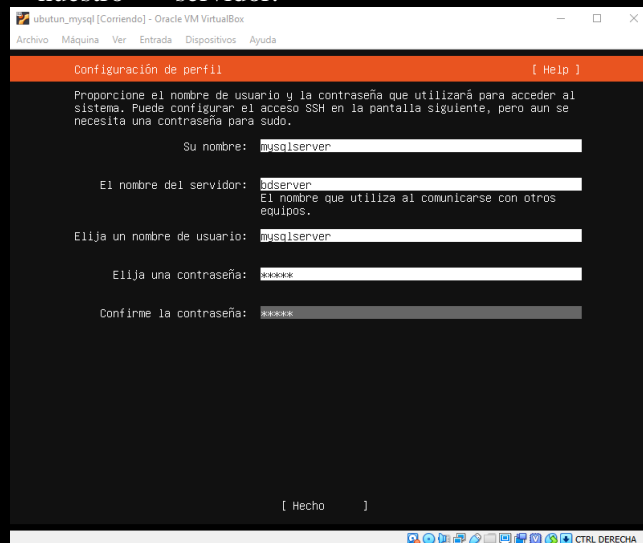 nuestro servidor.
ubutun_mysql [Corriendo] - Oracle VM VirtualBox
Archivo Máquina Ver Entrada Dispositivos Ayuda
Configuración de perfil [ Help ]
Proporcione el nombre de usuario y la contraseña que utilizará para acceder al
sistema. Puede configurar el acceso SSH en la pantalla siguiente, pero aun se
necesita una contraseña para sudo.
Su nombre: mysqlserver
El nombre del servidor: bdserver
El nombre que utiliza al comunicarse con otros
equipos.
Elija un nombre de usuario: mysqlserver
Elija una contraseña: *****
Confirme la contraseña: *****
[ Hecho ]
CTRL DERECHA